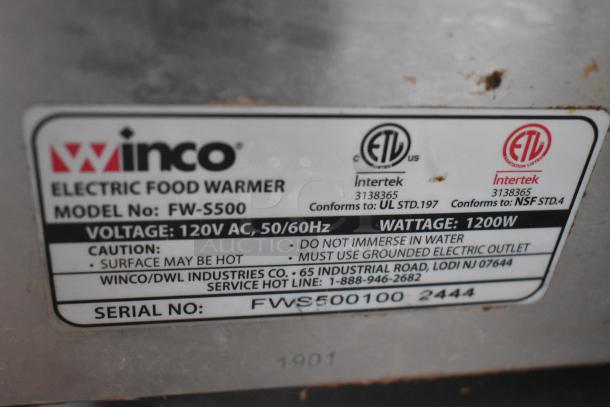 Winco®
ELECTRIC FOOD WARMER
MODEL No: FW-S500
C ETL US
Intertek
3138365
Conforms to: UL STD.197
ETL
Intertek
3138365
Conforms to: NSF STD.4
VOLTAGE: 120V AC, 50/60Hz WATTAGE: 1200W
CAUTION: • DO NOT IMMERSE IN WATER
• SURFACE MAY BE HOT • MUST USE GROUNDED ELECTRIC OUTLET
WINCO/DWL INDUSTRIES CO. • 65 INDUSTRIAL ROAD, LODI NJ 07644
SERVICE HOT LINE: 1-888-946-2682
SERIAL NO: FWS500100 2444
1901